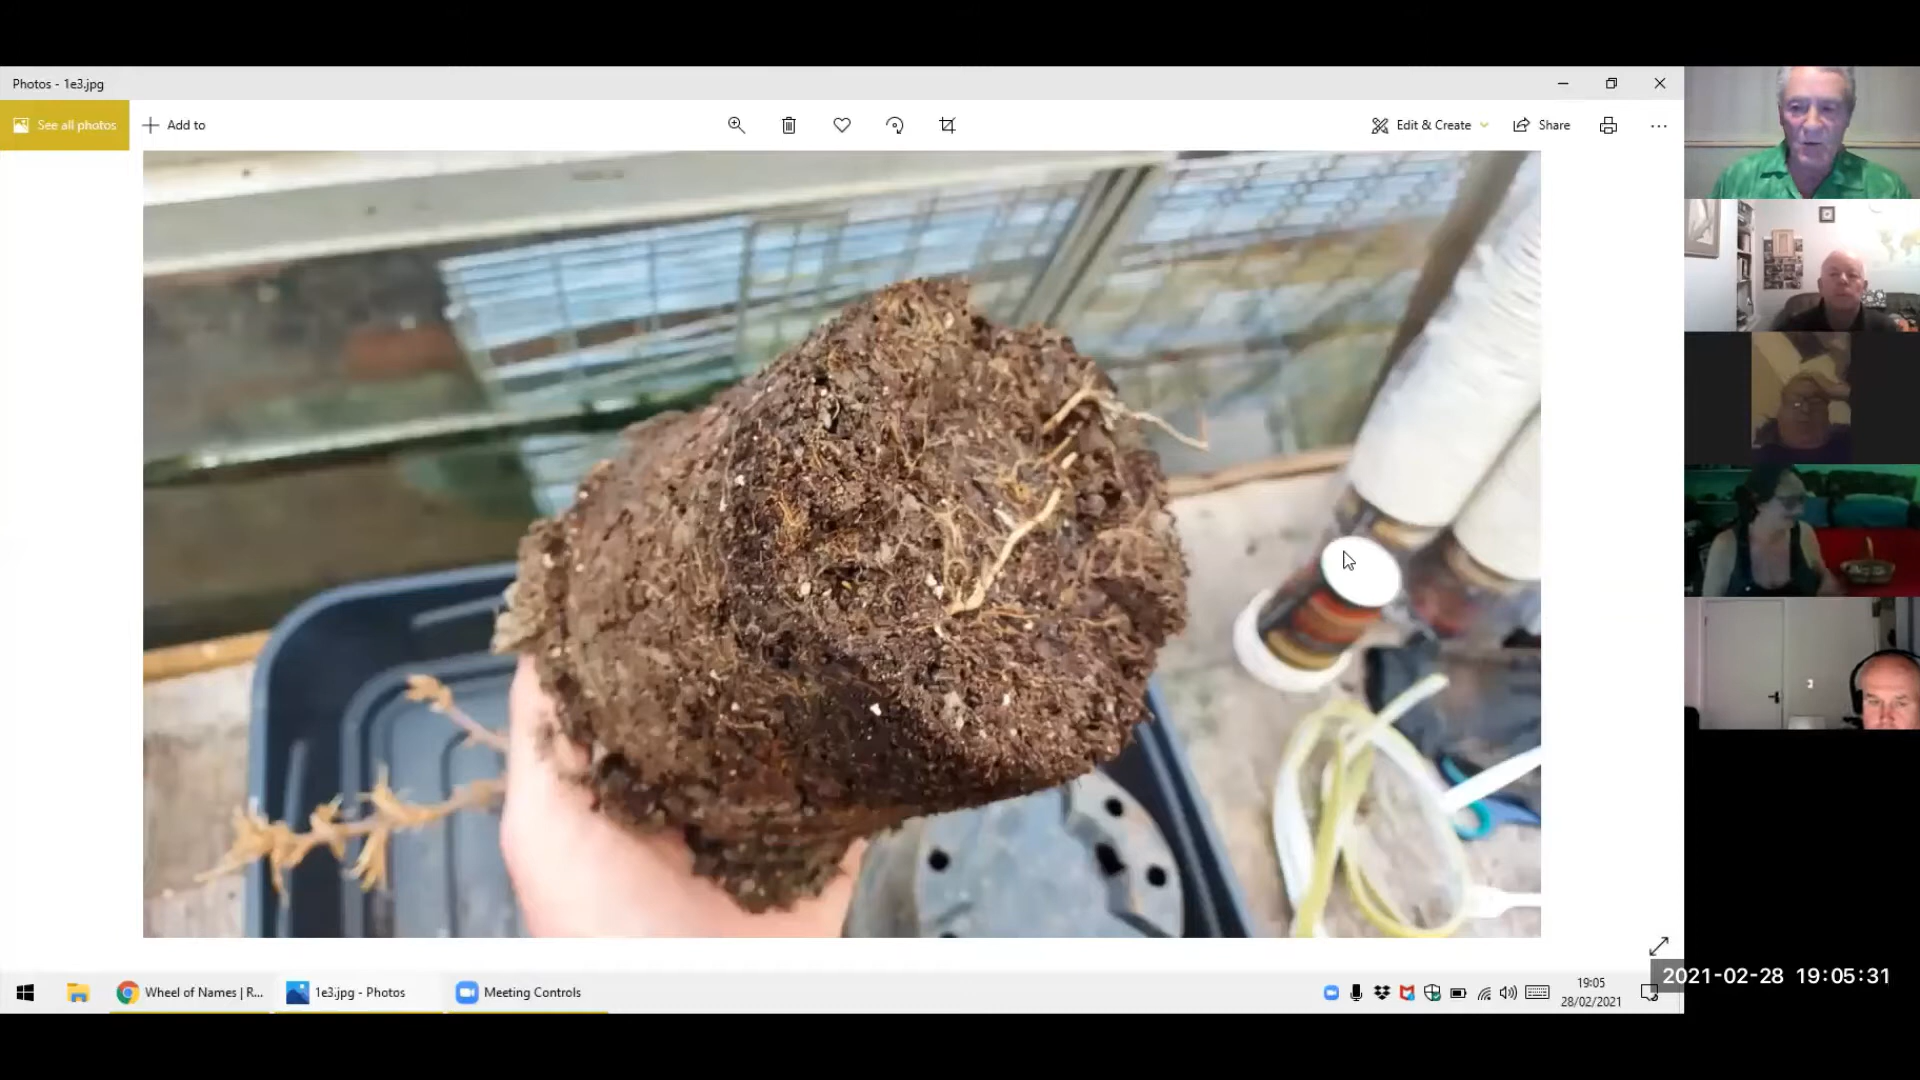 Photos - 1e3.jpg
See all photos
Add to
Edit & Create
Share
Wheel of Names | R...
1e3.jpg - Photos
Meeting Controls
19:05
28/02/2021
2021-02-28 19:05:31